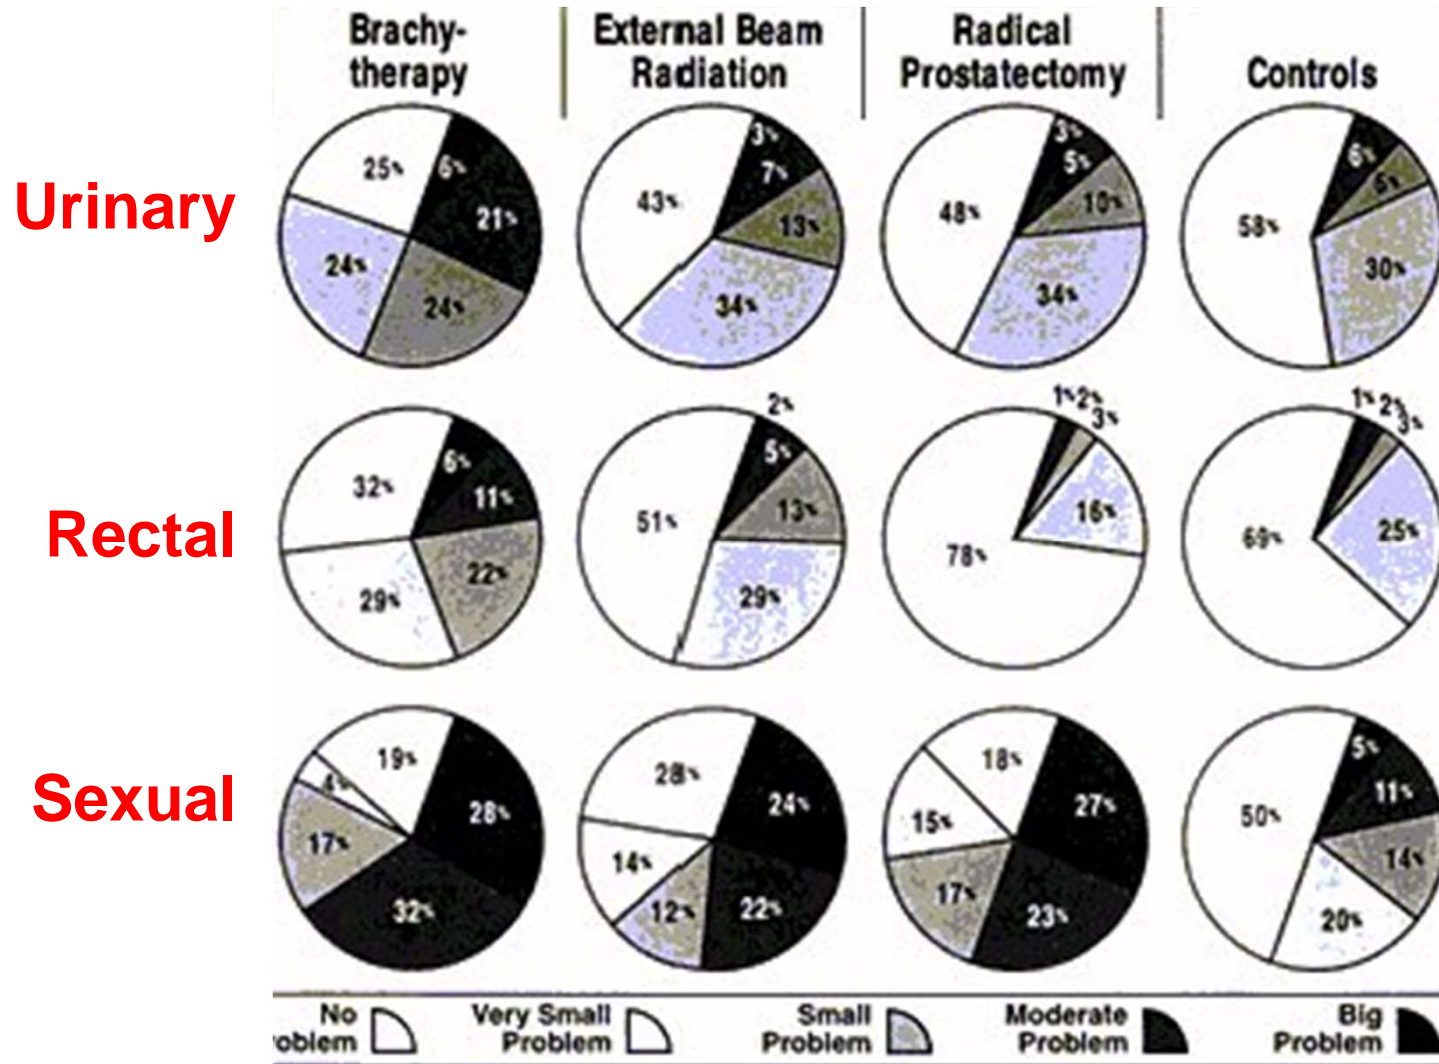 Brachy-
therapy
External Beam
Radiation
Radical
Prostatectomy
Controls
Urinary
25% 6% 21% 24% 24%
43% 3% 7% 13% 34%
48% 3% 5% 10% 34%
58% 6% 6% 30%
Rectal
32% 6% 11% 22% 29%
51% 2% 5% 13% 29%
78% 1% 2% 3% 16%
69% 1% 2% 3% 25%
Sexual
19% 4% 17% 32% 28%
28% 14% 12% 22% 24%
18% 15% 17% 23% 27%
50% 5% 11% 14% 20%
No
oblem
Very Small
Problem
Small
Problem
Moderate
Problem
Big
Problem